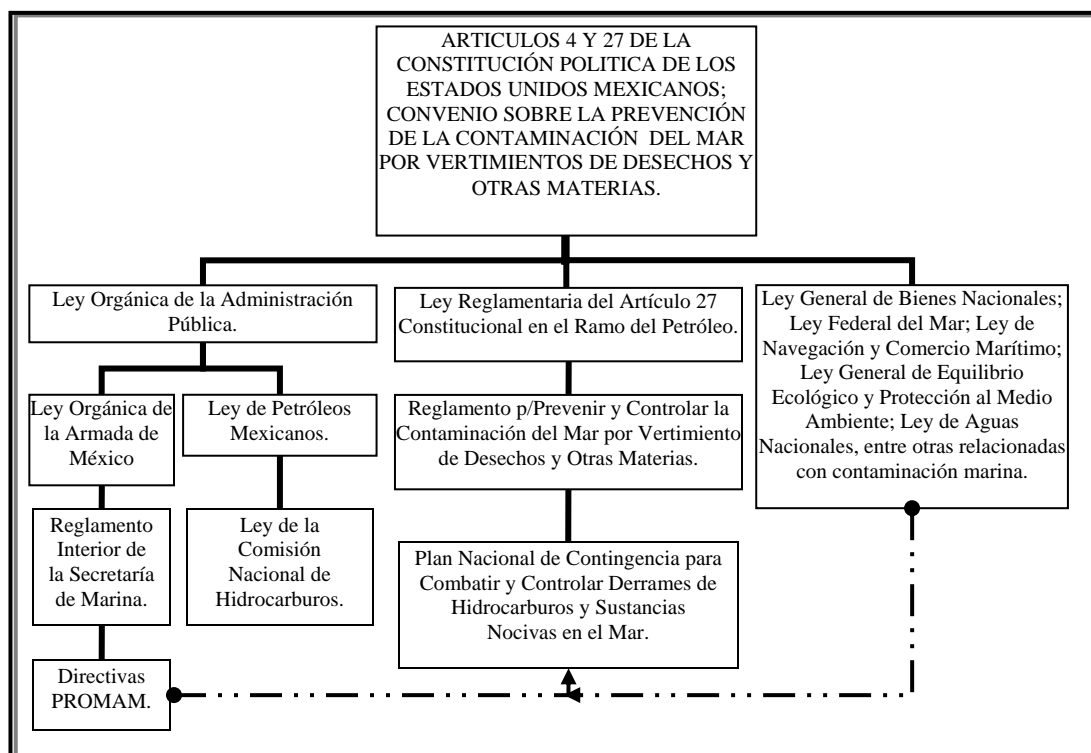 ARTICULOS 4 Y 27 DE LA
CONSTITUCIÓN POLITICA DE LOS
ESTADOS UNIDOS MEXICANOS;
CONVENIO SOBRE LA PREVENCIÓN
DE LA CONTAMINACIÓN DEL MAR
POR VERTIMIENTOS DE DESECHOS Y
OTRAS MATERIAS.
Ley Orgánica de la Administración
Pública.
Ley Reglamentaria del Artículo 27
Constitucional en el Ramo del Petróleo.
Ley General de Bienes Nacionales;
Ley Federal del Mar; Ley de
Navegación y Comercio Marítimo;
Ley General de Equilibrio
Ecológico y Protección al Medio
Ambiente; Ley de Aguas
Nacionales, entre otras relacionadas
con contaminación marina.
Ley Orgánica de
la Armada de
México
Ley de Petróleos
Mexicanos.
Reglamento p/Prevenir y Controlar la
Contaminación del Mar por Vertimiento
de Desechos y Otras Materias.
Reglamento
Interior de
la Secretaría
de Marina.
Ley de la
Comisión
Nacional de
Hidrocarburos.
Plan Nacional de Contingencia para
Combatir y Controlar Derrames de
Hidrocarburos y Sustancias
Nocivas en el Mar.
Directivas
PROMAM.